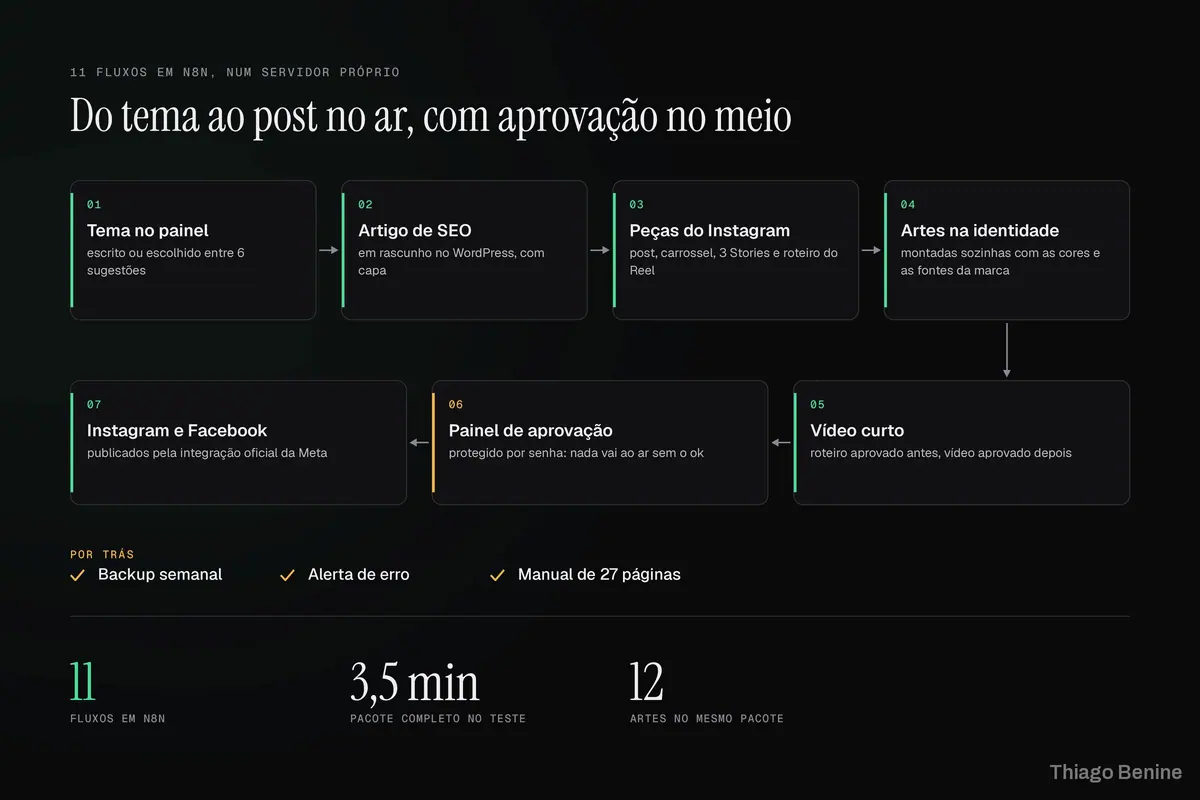 11 FLUXOS EM N8N, NUM SERVIDOR PRÓPRIO
Do tema ao post no ar, com aprovação no meio
01
Tema no painel
escrito ou escolhido entre 6
sugestões
02
Artigo de SEO
em rascunho no WordPress, com
capa
03
Peças do Instagram
post, carrossel, 3 Stories e roteiro do
Reel
04
Artes na identidade
montadas sozinhas com as cores e
as fontes da marca
05
Vídeo curto
roteiro aprovado antes, vídeo aprovado depois
06
Painel de aprovação
protegido por senha: nada vai ao ar sem o ok
07
Instagram e Facebook
publicados pela integração oficial da Meta
POR TRÁS
Backup semanal
Alerta de erro
Manual de 27 páginas
11
FLUXOS EM N8N
3,5 min
PACOTE COMPLETO NO TESTE
12
ARTES NO MESMO PACOTE
Thiago Benine